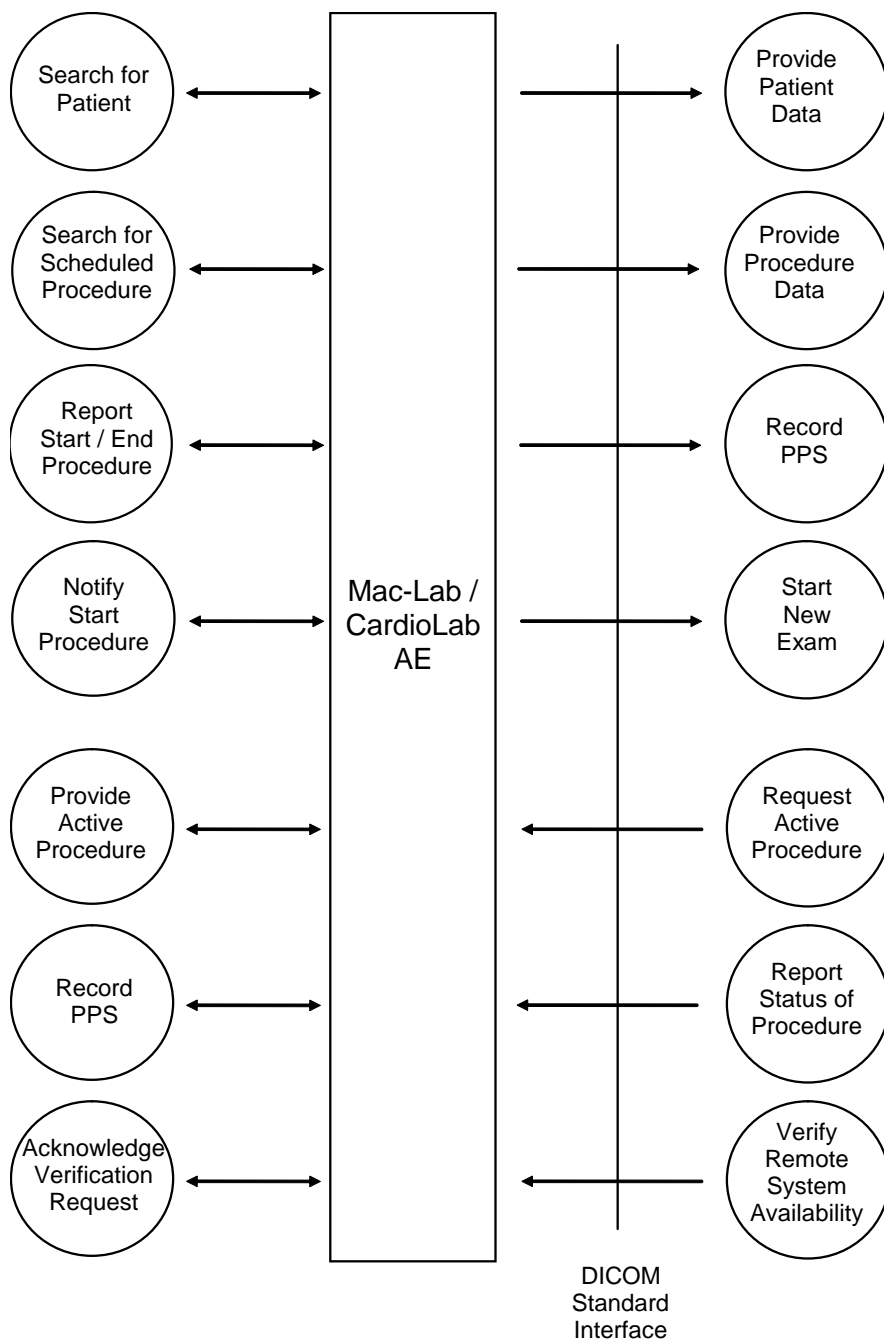 Search for
Patient
Provide
Patient
Data
Search for
Scheduled
Procedure
Provide
Procedure
Data
Report
Start / End
Procedure
Record
PPS
Notify
Start
Procedure
Mac-Lab /
CardioLab
AE
Start
New
Exam
Provide
Active
Procedure
Request
Active
Procedure
Record
PPS
Report
Status of
Procedure
Acknowledge
Verification
Request
Verify
Remote
System
Availability
DICOM
Standard
Interface